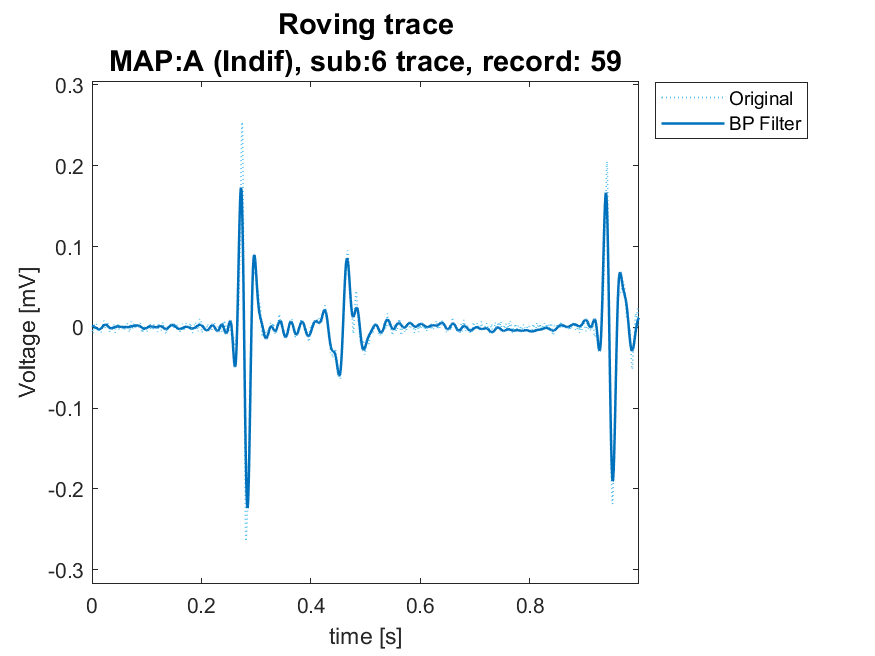 Roving trace
MAP:A (Indif), sub:6 trace, record: 59
Original
BP Filter
0.3
0.2
0.1
0
-0.1
-0.2
-0.3
Voltage [mV]
0
0.2
0.4
0.6
0.8
time [s]